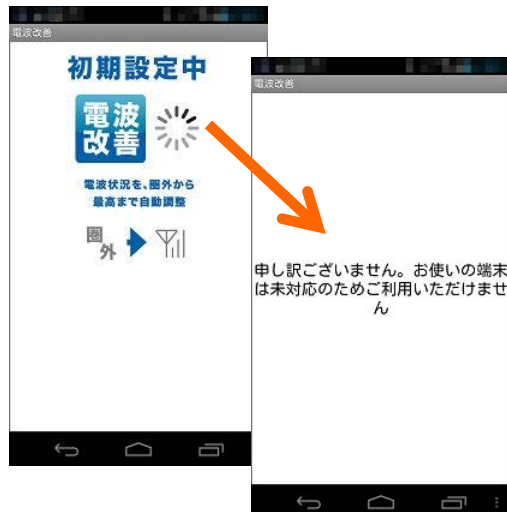 電波改善
初期設定中
電波
改善
電波状況を、圏外から
最高まで自動調整
圏
外
電波改善
申し訳ございません。お使いの端末
は未対応のためご利用いただけませ
ん